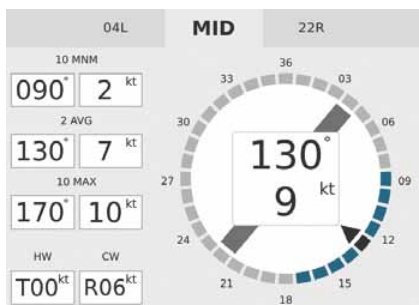 04L MID 22R
10 MNM
090° 2 kt
2 AVG
130° 7 kt
10 MAX
170° 10 kt
HW CW
T00kt R06kt
36
33 03
30 06
27 09
24 12
21 15
18
130°
9 kt